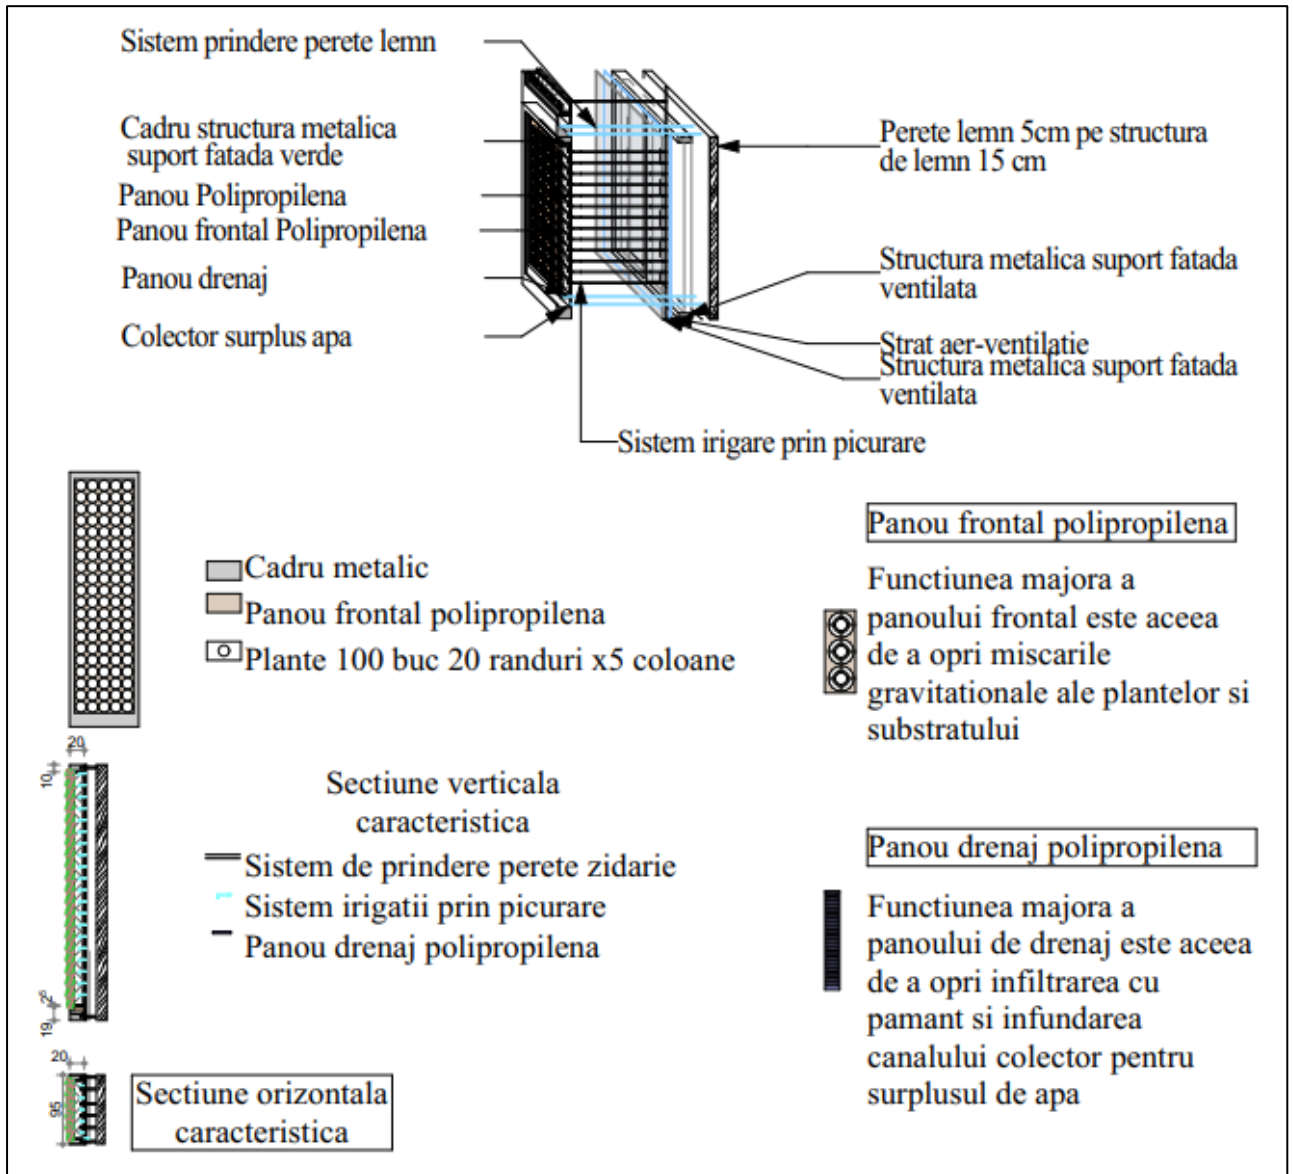 Sistem prindere perete lemn
Cadru structura metalica
suport fatada verde
Panou Polipropilena
Panou frontal Polipropilena
Panou drenaj
Colector surplus apa
Perete lemn 5cm pe structura
de lemn 15 cm
Structura metalica suport fatada
ventilata
Strat aer-ventilatie
Structura metalica suport fatada
ventilata
Sistem irigare prin picurare
Cadru metalic
Panou frontal polipropilena
Plante 100 buc 20 randuri x5 coloane
Panou frontal polipropilena
Functiunea majora a
panoului frontal este aceea
de a opri miscarile
gravitationale ale plantelor si
substratului
20
10
2⁵
19
Sectiune verticala
caracteristica
Sistem de prindere perete zidarie
Sistem irigatii prin picurare
Panou drenaj polipropilena
Panou drenaj polipropilena
Functiunea majora a
panoului de drenaj este aceea
de a opri infiltrarea cu
pamant si infundarea
canalului colector pentru
surplusul de apa
20
95
Sectiune orizontala
caracteristica